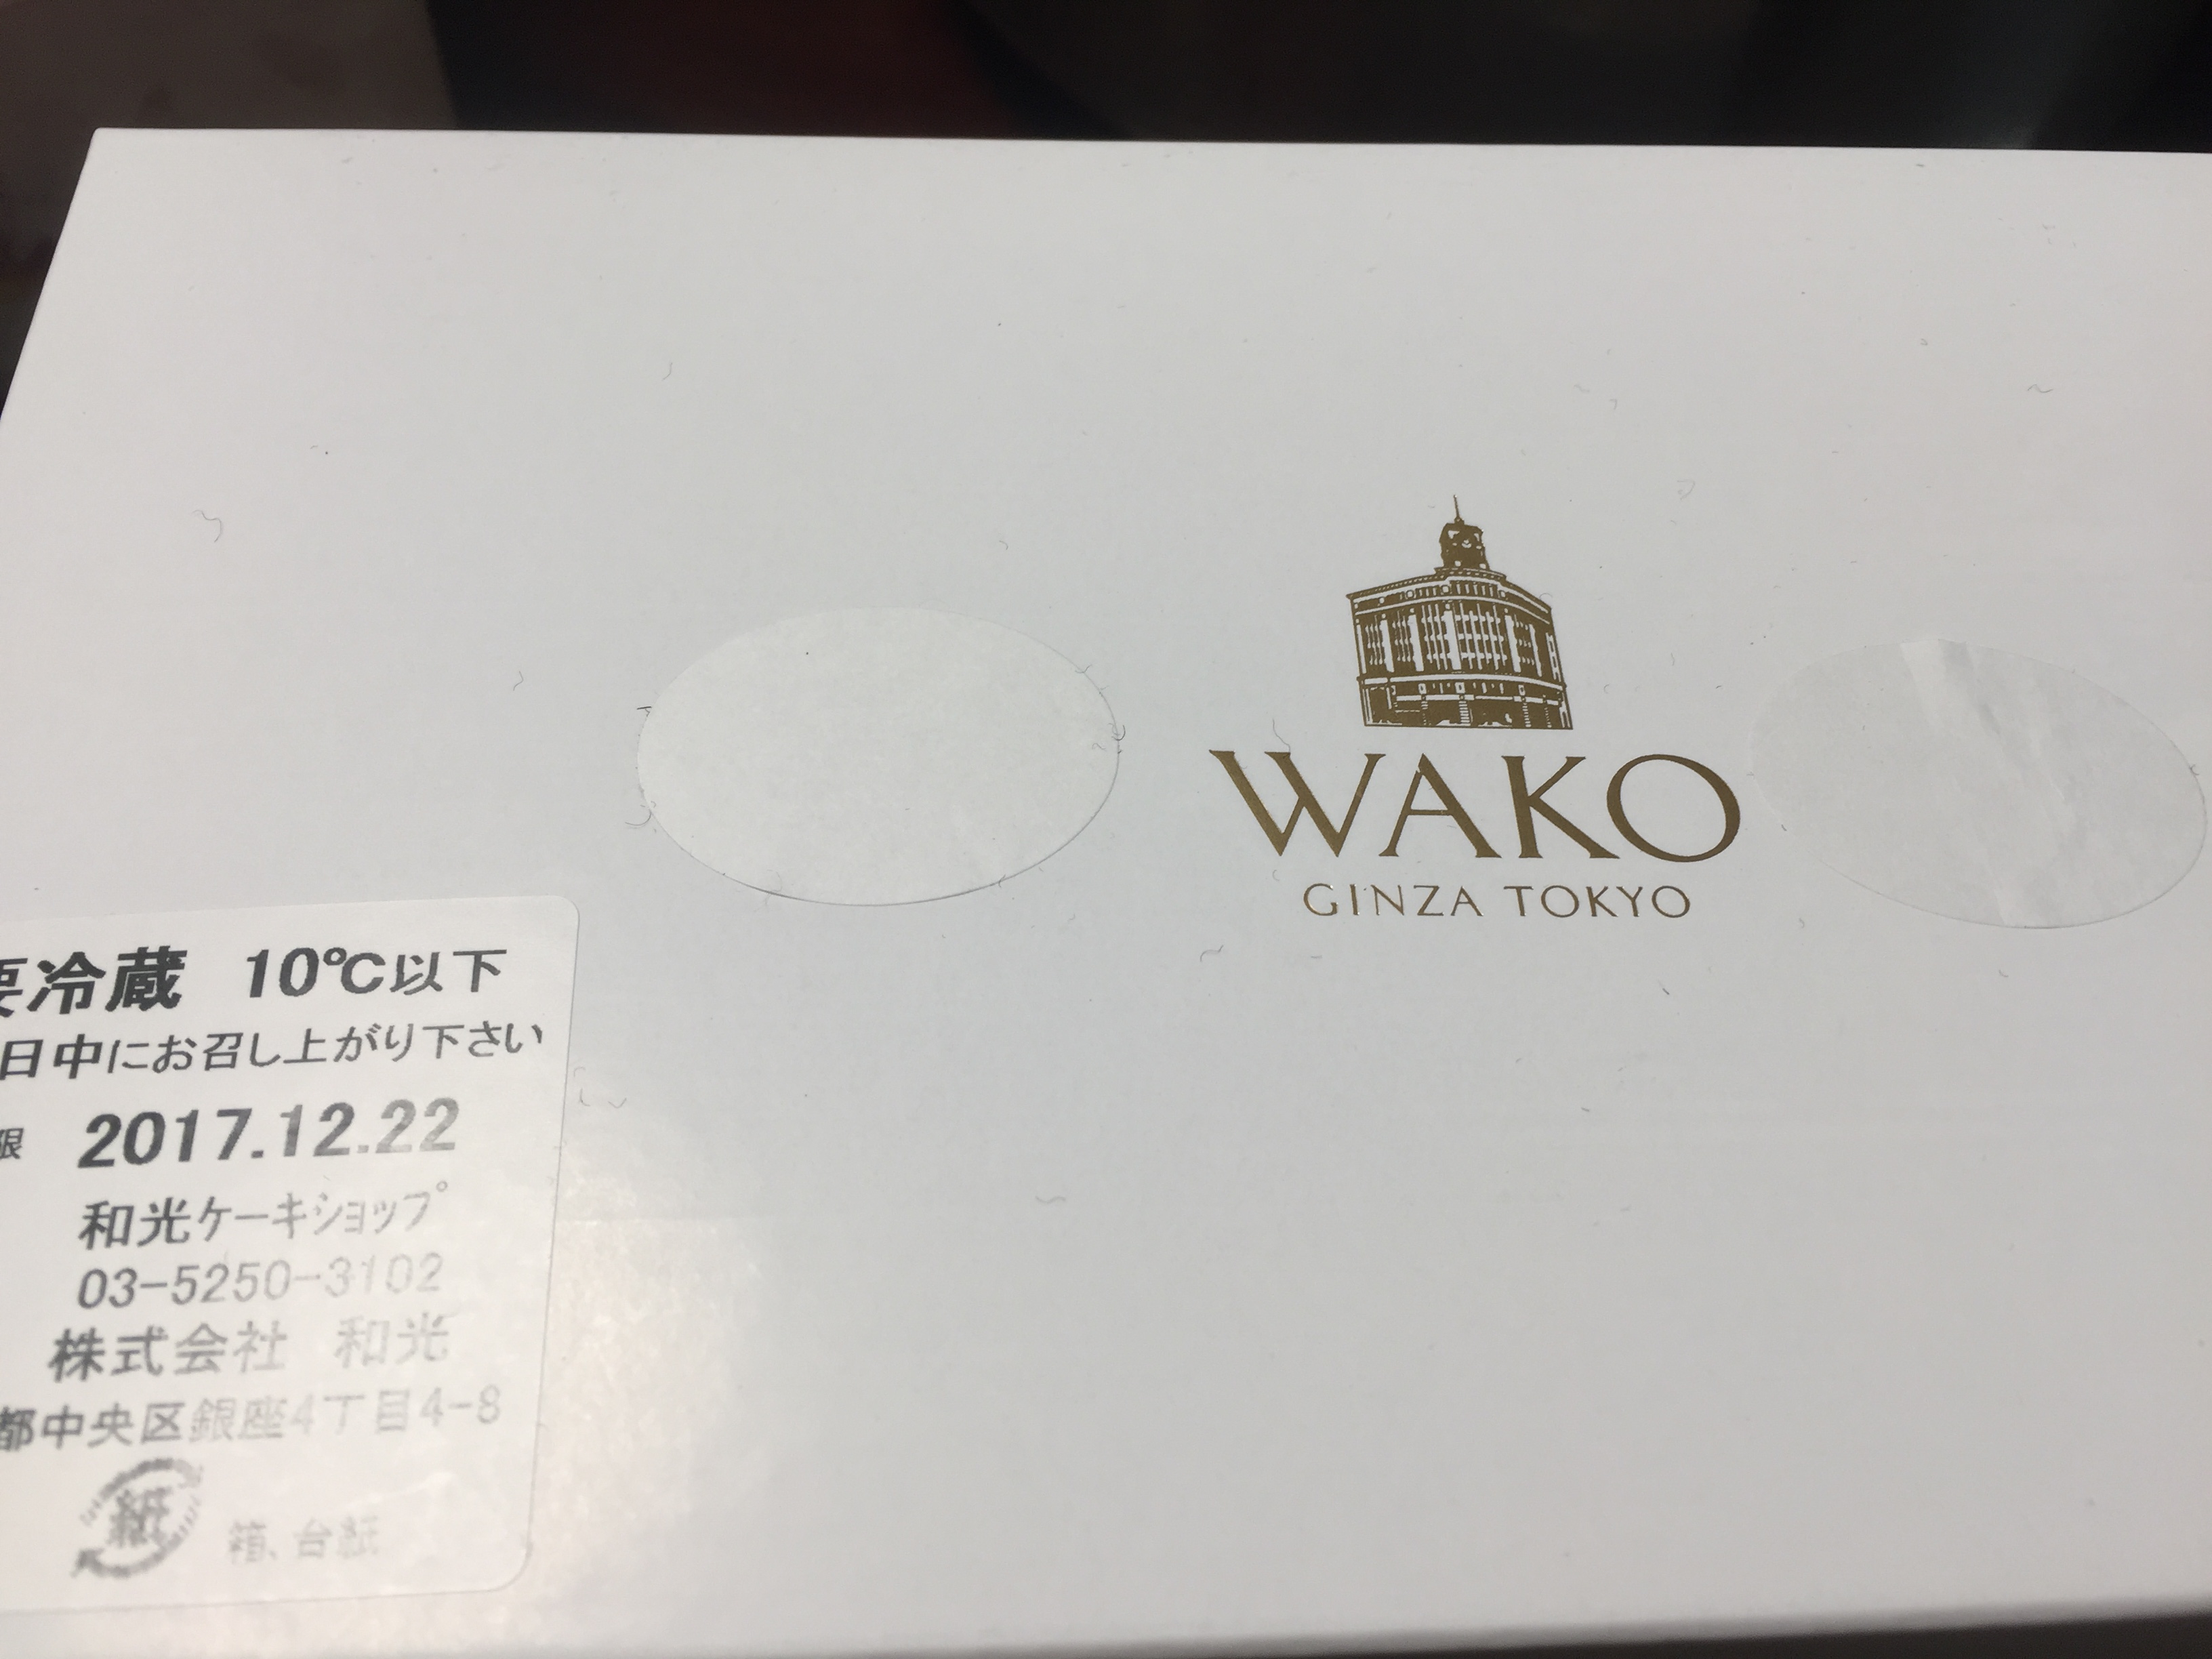 WAKO
GINZA TOKYO
要冷蔵 10℃以下
日中にお召し上がり下さい
限 2017.12.22
和光ケーキショップ
03-5250-3102
株式会社 和光
都中央区銀座4丁目4-8
紙 箱、台紙